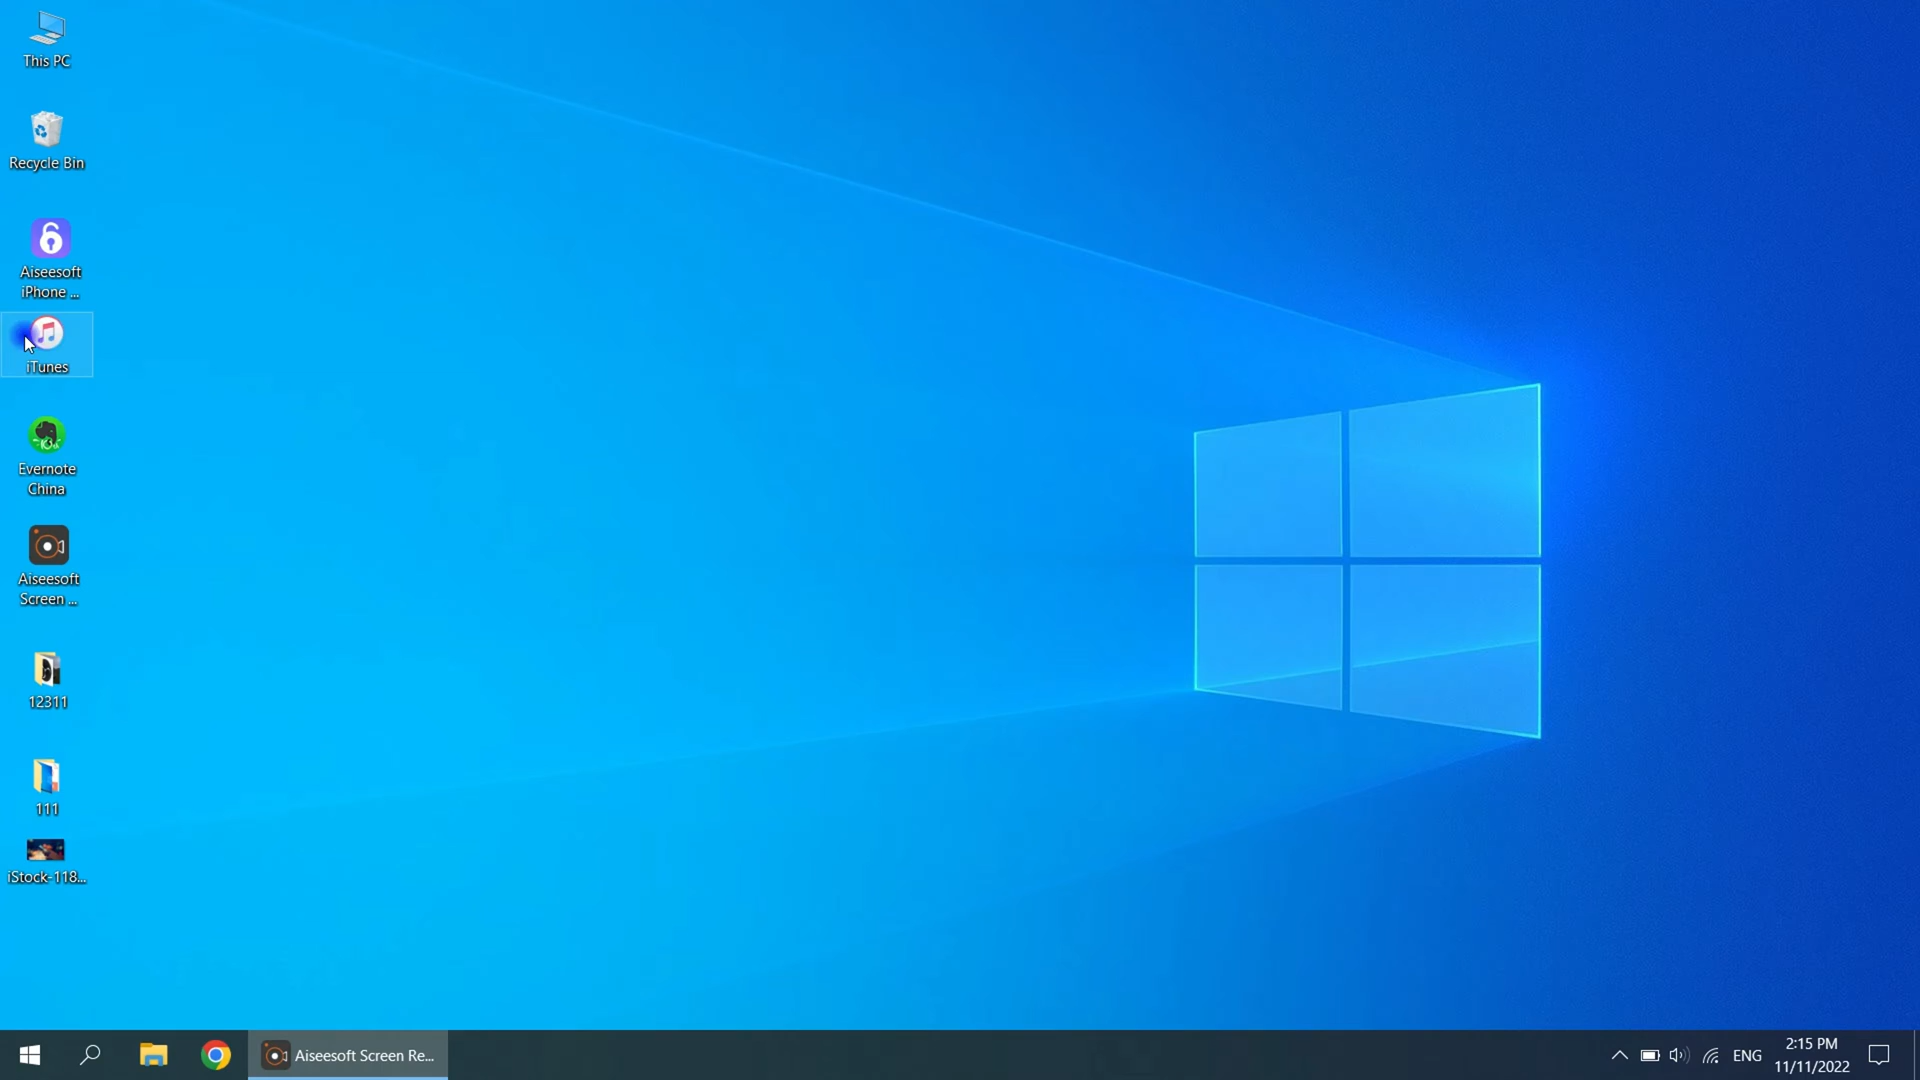 This PC
Recycle Bin
Aiseesoft
iPhone ...
iTunes
Evernote
China
Aiseesoft
Screen ...
12311
111
iStock-118...
Aiseesoft Screen Re...
ENG
2:15 PM
11/11/2022